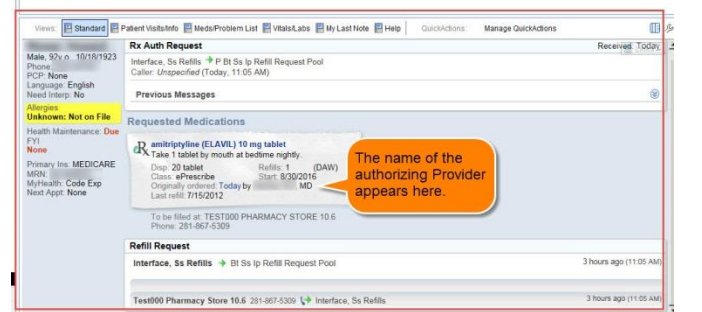 Views: Standard Patient Visits/Info Meds/Problem List Vitals/Labs My Last Note Help QuickActions: Manage QuickActions
Male, 92y.o., 10/18/1923
Phone:
PCP: None
Language: English
Need Interp: No
Allergies
Unknown: Not on File
Health Maintenance: Due
FYI
None
Primary Ins: MEDICARE
MRN:
MyHealth: Code Exp
Next Appt: None
Rx Auth Request Received: Today
Interface, Ss Refills P Bt Ss Ip Refill Request Pool
Caller: Unspecified (Today, 11:05 AM)
Previous Messages
Requested Medications
amitriptyline (ELAVIL) 10 mg tablet
Take 1 tablet by mouth at bedtime nightly.
Disp: 20 tablet Refills: 1 (DAW)
Class: ePrescribe Start: 8/30/2016
Originally ordered: Today by MD
Last refill: 7/15/2012
To be filled at: TEST000 PHARMACY STORE 10.6
Phone: 281-867-5309
The name of the
authorizing Provider
appears here.
Refill Request
Interface, Ss Refills Bt Ss Ip Refill Request Pool 3 hours ago (11:05 AM)
Test000 Pharmacy Store 10.6 281-867-5309 Interface, Ss Refills 3 hours ago (11:05 AM)